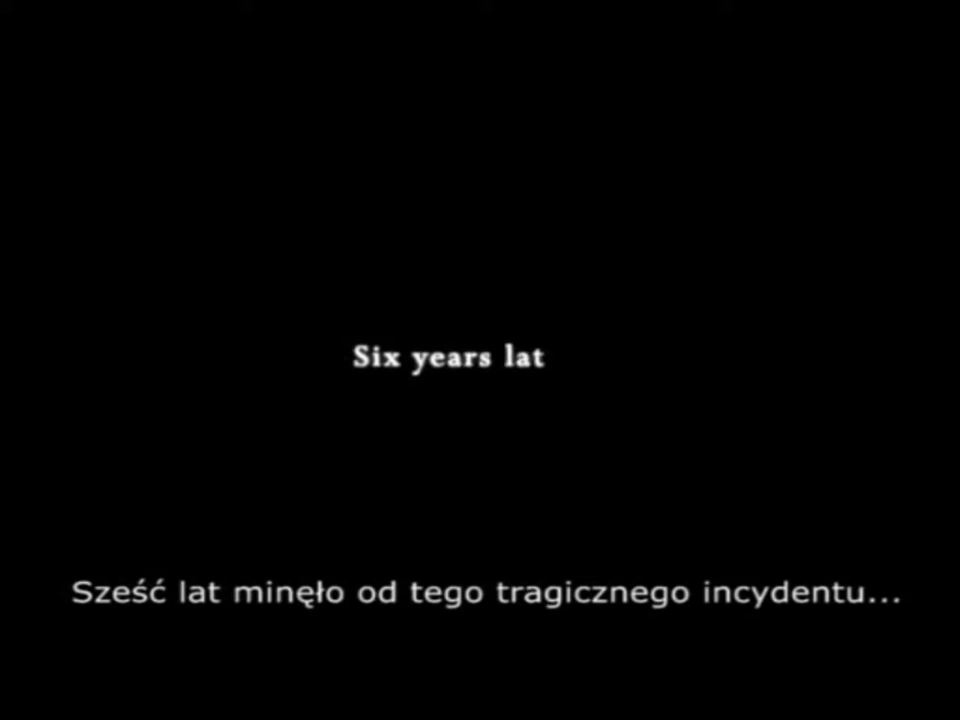 Six years lat
Sześć lat minęło od tego tragicznego incydentu...